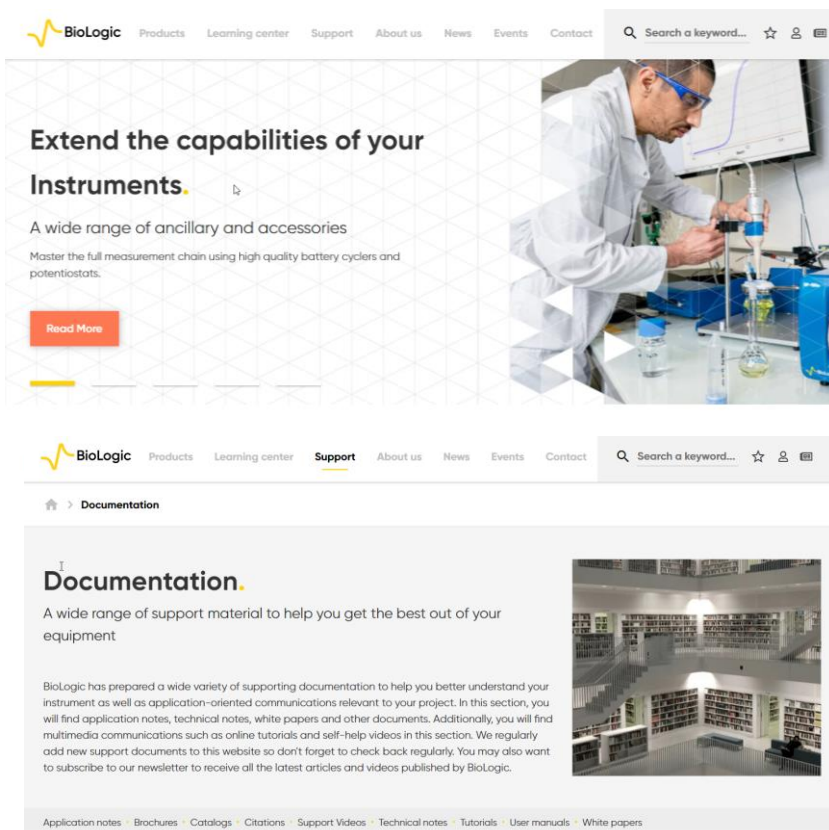 BioLogic Products Learning center Support About us News Events Contact Search a keyword...
Extend the capabilities of your
Instruments.
A wide range of ancillary and accessories
Master the full measurement chain using high quality battery cyclers and
potentiostats.
Read More
BioLogic Products Learning center Support About us News Events Contact Search a keyword...
> Documentation
Documentation.
A wide range of support material to help you get the best out of your
equipment
BioLogic has prepared a wide variety of supporting documentation to help you better understand your
instrument as well as application-oriented communications relevant to your project. In this section, you
will find application notes, technical notes, white papers and other documents. Additionally, you will find
multimedia communications such as online tutorials and self-help videos in this section. We regularly
add new support documents to this website so don't forget to check back regularly. You may also want
to subscribe to our newsletter to receive all the latest articles and videos published by BioLogic.
Application notes • Brochures • Catalogs • Citations • Support Videos • Technical notes • Tutorials • User manuals • White papers